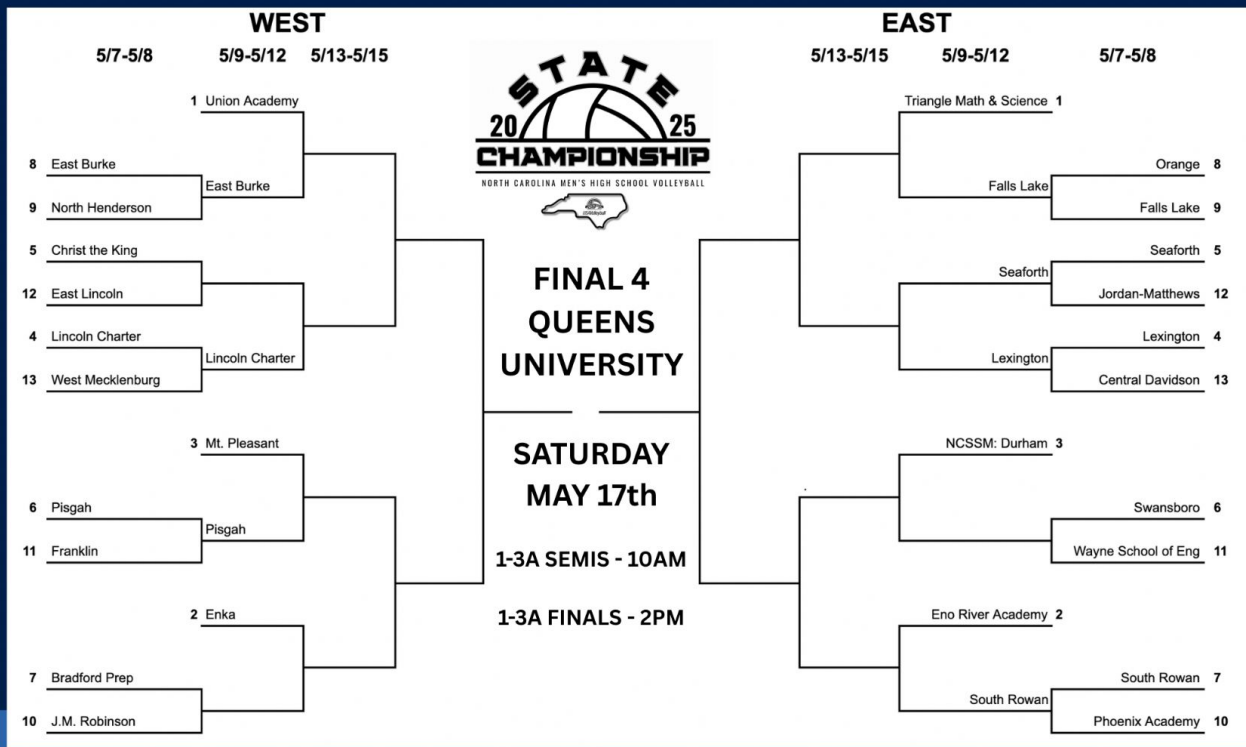 WEST
EAST
5/7-5/8
5/9-5/12
5/13-5/15
5/13-5/15
5/9-5/12
5/7-5/8
1 Union Academy
8 East Burke
East Burke
9 North Henderson
5 Christ the King
12 East Lincoln
4 Lincoln Charter
Lincoln Charter
13 West Mecklenburg
3 Mt. Pleasant
6 Pisgah
Pisgah
11 Franklin
2 Enka
7 Bradford Prep
10 J.M. Robinson
STATE
20 25
CHAMPIONSHIP
NORTH CAROLINA MEN'S HIGH SCHOOL VOLLEYBALL
FINAL 4
QUEENS
UNIVERSITY
SATURDAY
MAY 17th
1-3A SEMIS - 10AM
1-3A FINALS - 2PM
Triangle Math & Science 1
Orange 8
Falls Lake
Falls Lake 9
Seaforth 5
Seaforth
Jordan-Matthews 12
Lexington 4
Lexington
Central Davidson 13
NCSSM: Durham 3
Swansboro 6
Wayne School of Eng 11
Eno River Academy 2
South Rowan 7
South Rowan
Phoenix Academy 10